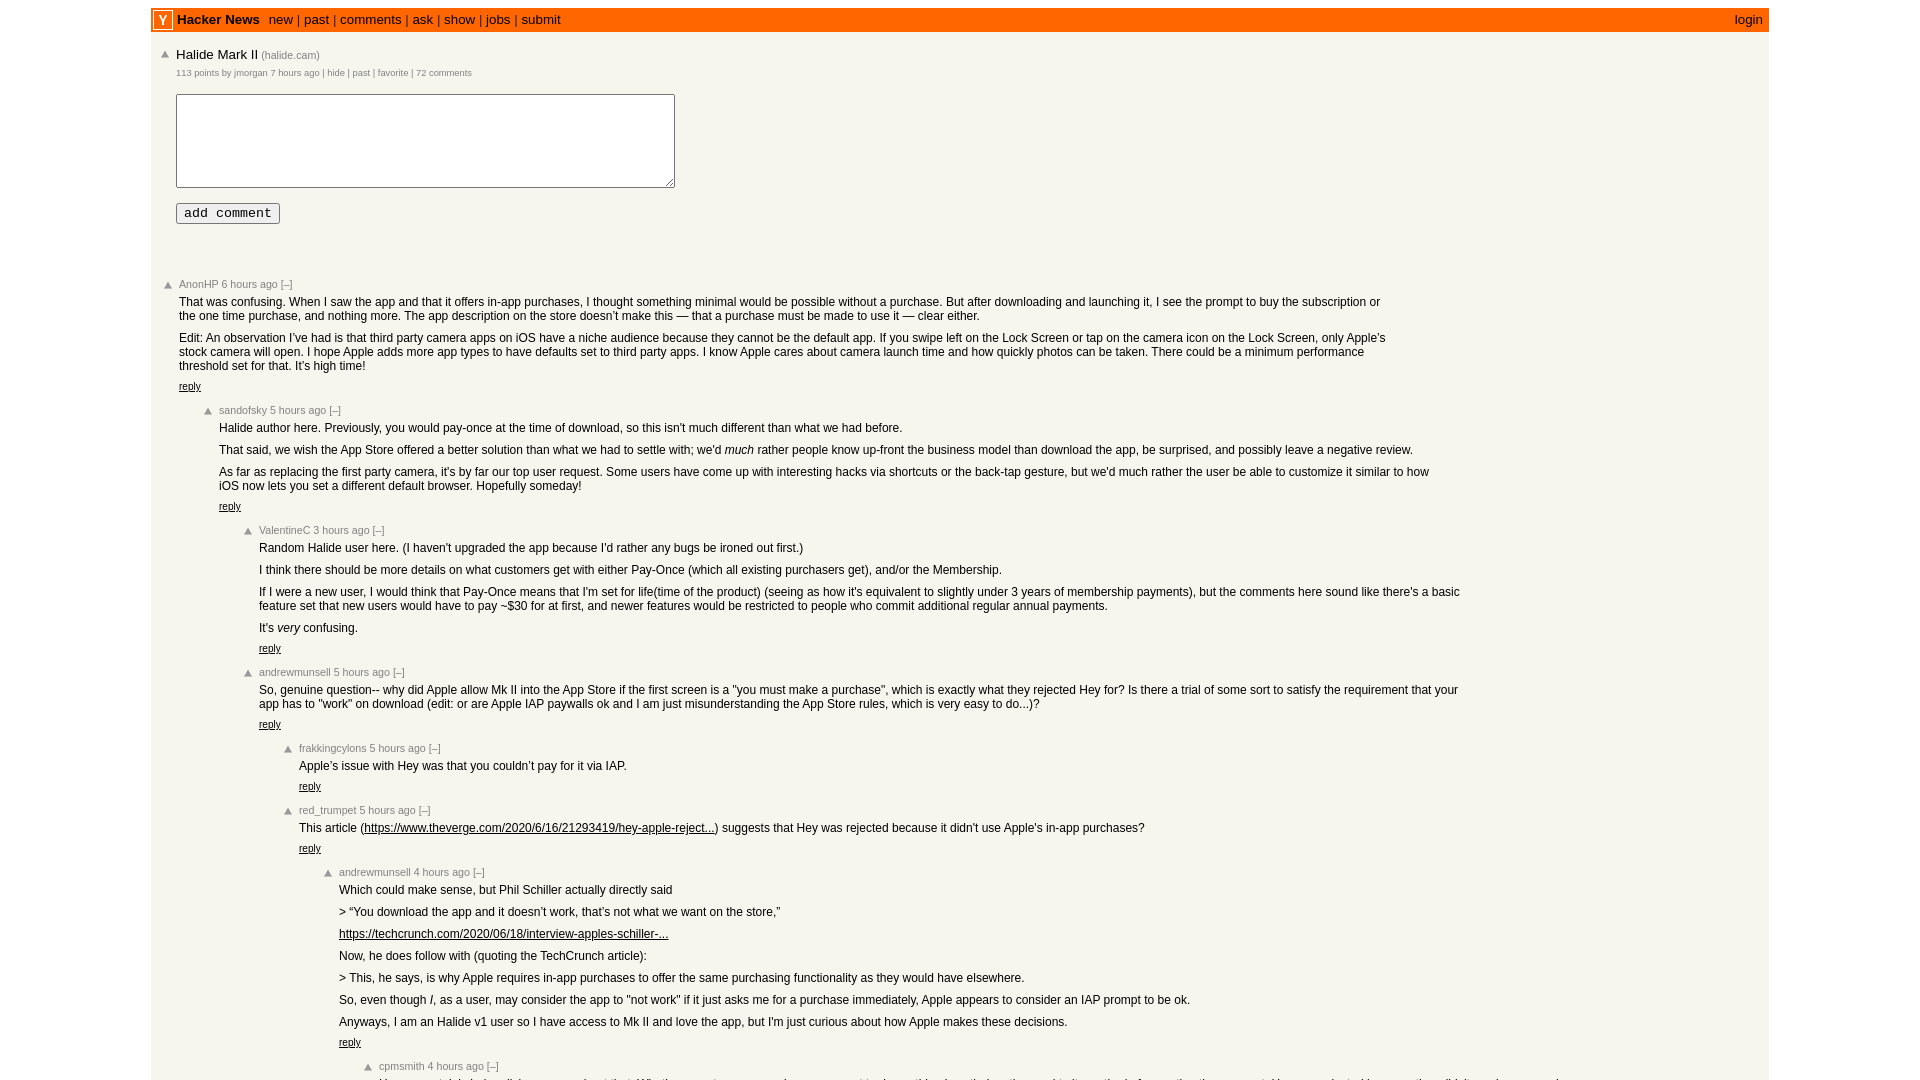 Y Hacker News new | past | comments | ask | show | jobs | submit login
Halide Mark II (halide.cam)
113 points by jmorgan 7 hours ago | hide | past | favorite | 72 comments
add comment
AnonHP 6 hours ago [–]
That was confusing. When I saw the app and that it offers in-app purchases, I thought something minimal would be possible without a purchase. But after downloading and launching it, I see the prompt to buy the subscription or
the one time purchase, and nothing more. The app description on the store doesn’t make this — that a purchase must be made to use it — clear either.
Edit: An observation I’ve had is that third party camera apps on iOS have a niche audience because they cannot be the default app. If you swipe left on the Lock Screen or tap on the camera icon on the Lock Screen, only Apple’s
stock camera will open. I hope Apple adds more app types to have defaults set to third party apps. I know Apple cares about camera launch time and how quickly photos can be taken. There could be a minimum performance
threshold set for that. It’s high time!
reply
sandofsky 5 hours ago [–]
Halide author here. Previously, you would pay-once at the time of download, so this isn't much different than what we had before.
That said, we wish the App Store offered a better solution than what we had to settle with; we'd much rather people know up-front the business model than download the app, be surprised, and possibly leave a negative review.
As far as replacing the first party camera, it's by far our top user request. Some users have come up with interesting hacks via shortcuts or the back-tap gesture, but we'd much rather the user be able to customize it similar to how
iOS now lets you set a different default browser. Hopefully someday!
reply
ValentineC 3 hours ago [–]
Random Halide user here. (I haven't upgraded the app because I'd rather any bugs be ironed out first.)
I think there should be more details on what customers get with either Pay-Once (which all existing purchasers get), and/or the Membership.
If I were a new user, I would think that Pay-Once means that I'm set for life(time of the product) (seeing as how it's equivalent to slightly under 3 years of membership payments), but the comments here sound like there's a basic
feature set that new users would have to pay ~$30 for at first, and newer features would be restricted to people who commit additional regular annual payments.
It's very confusing.
reply
andrewmunsell 5 hours ago [–]
So, genuine question-- why did Apple allow Mk II into the App Store if the first screen is a "you must make a purchase", which is exactly what they rejected Hey for? Is there a trial of some sort to satisfy the requirement that your
app has to "work" on download (edit: or are Apple IAP paywalls ok and I am just misunderstanding the App Store rules, which is very easy to do...)?
reply
frakkingcylons 5 hours ago [–]
Apple’s issue with Hey was that you couldn’t pay for it via IAP.
reply
red_trumpet 5 hours ago [–]
This article (https://www.theverge.com/2020/6/16/21293419/hey-apple-reject...) suggests that Hey was rejected because it didn't use Apple's in-app purchases?
reply
andrewmunsell 4 hours ago [–]
Which could make sense, but Phil Schiller actually directly said
> “You download the app and it doesn’t work, that’s not what we want on the store,”
https://techcrunch.com/2020/06/18/interview-apples-schiller-...
Now, he does follow with (quoting the TechCrunch article):
> This, he says, is why Apple requires in-app purchases to offer the same purchasing functionality as they would have elsewhere.
So, even though I, as a user, may consider the app to "not work" if it just asks me for a purchase immediately, Apple appears to consider an IAP prompt to be ok.
Anyways, I am an Halide v1 user so I have access to Mk II and love the app, but I'm just curious about how Apple makes these decisions.
reply
cpmsmith 4 hours ago [–]